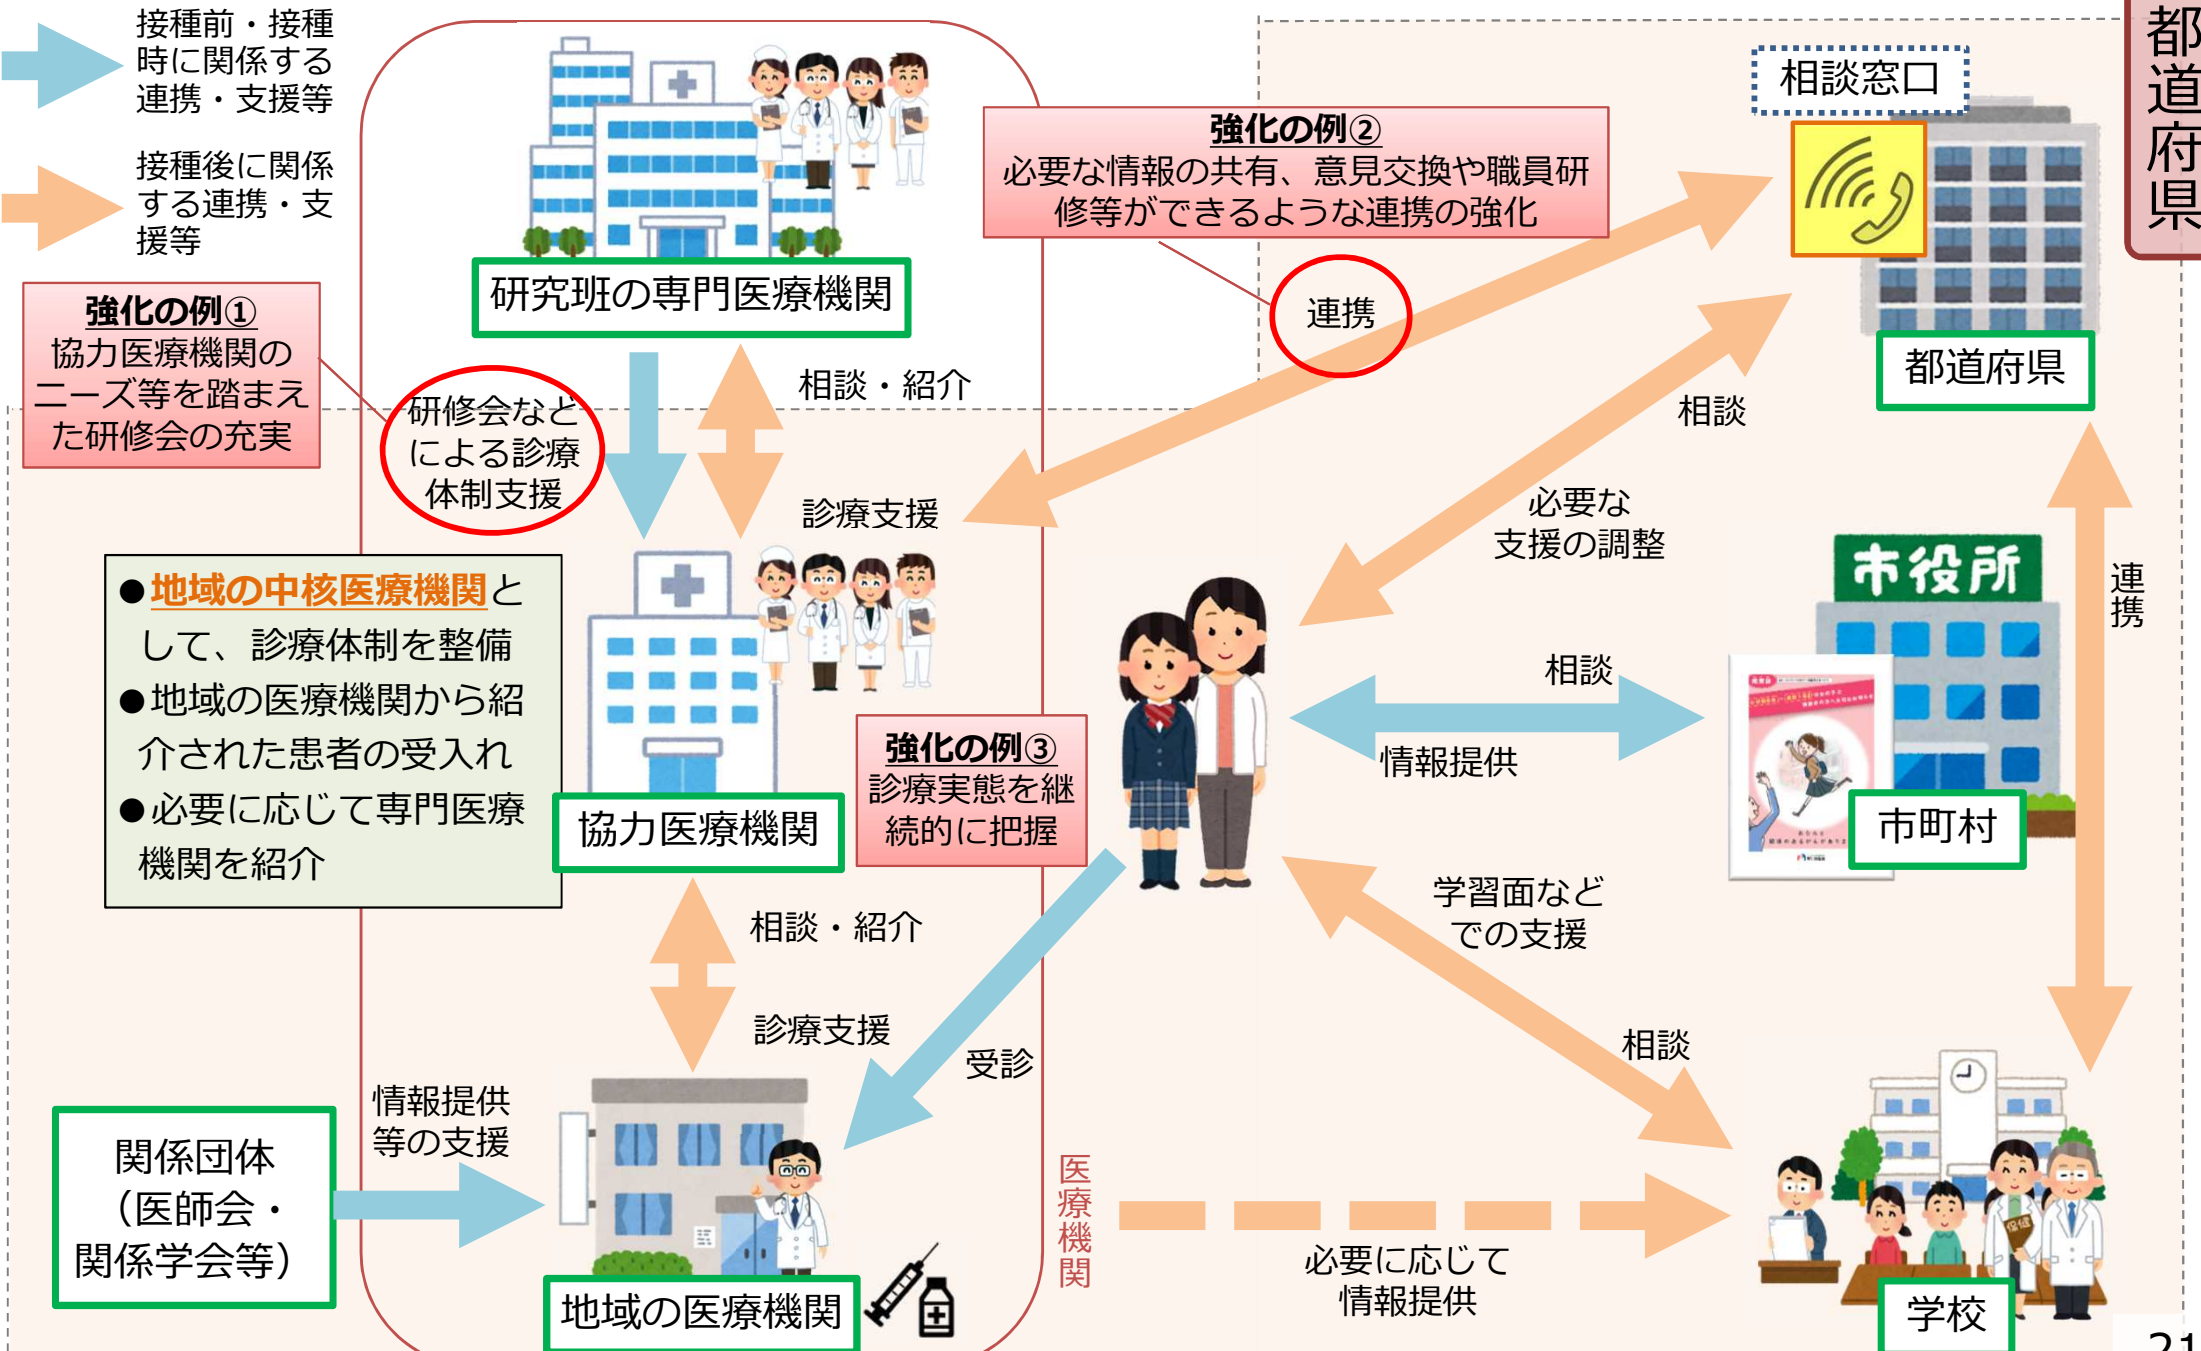 接種前・接種
時に関係する
連携・支援等
接種後に関係
する連携・支
援等
強化の例①
協力医療機関の
ニーズ等を踏まえ
た研修会の充実
研究班の専門医療機関
強化の例②
必要な情報の共有、意見交換や職員研
修等ができるような連携の強化
相談窓口
都道府県
都道府県
連携
相談・紹介
研修会など
による診療
体制支援
診療支援
相談
必要な
支援の調整
連携
●地域の中核医療機関と
して、診療体制を整備
●地域の医療機関から紹
介された患者の受入れ
●必要に応じて専門医療
機関を紹介
協力医療機関
強化の例③
診療実態を継
続的に把握
相談
情報提供
市役所
市町村
相談・紹介
診療支援
受診
学習面など
での支援
相談
関係団体
（医師会・
関係学会等）
情報提供
等の支援
地域の医療機関
医療機関
必要に応じて
情報提供
保健
学校
21